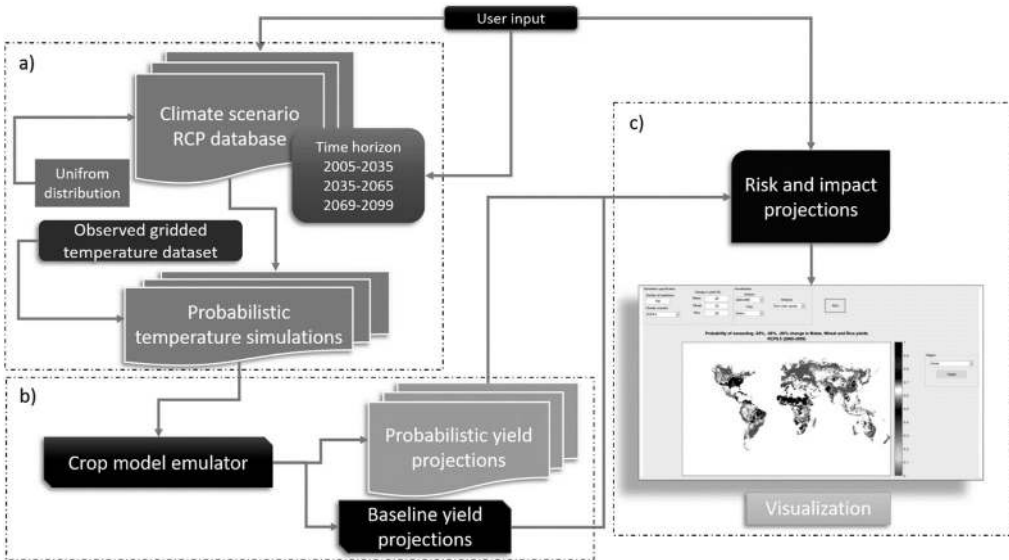 User input
a)
Climate scenario
RCP database
Time horizon
2005-2035
2035-2065
2069-2099
Unifrom
distribution
Observed gridded
temperature dataset
Probabilistic
temperature simulations
b)
Crop model emulator
Probabilistic yield
projections
Baseline yield
projections
c)
Risk and impact
projections
Visualization